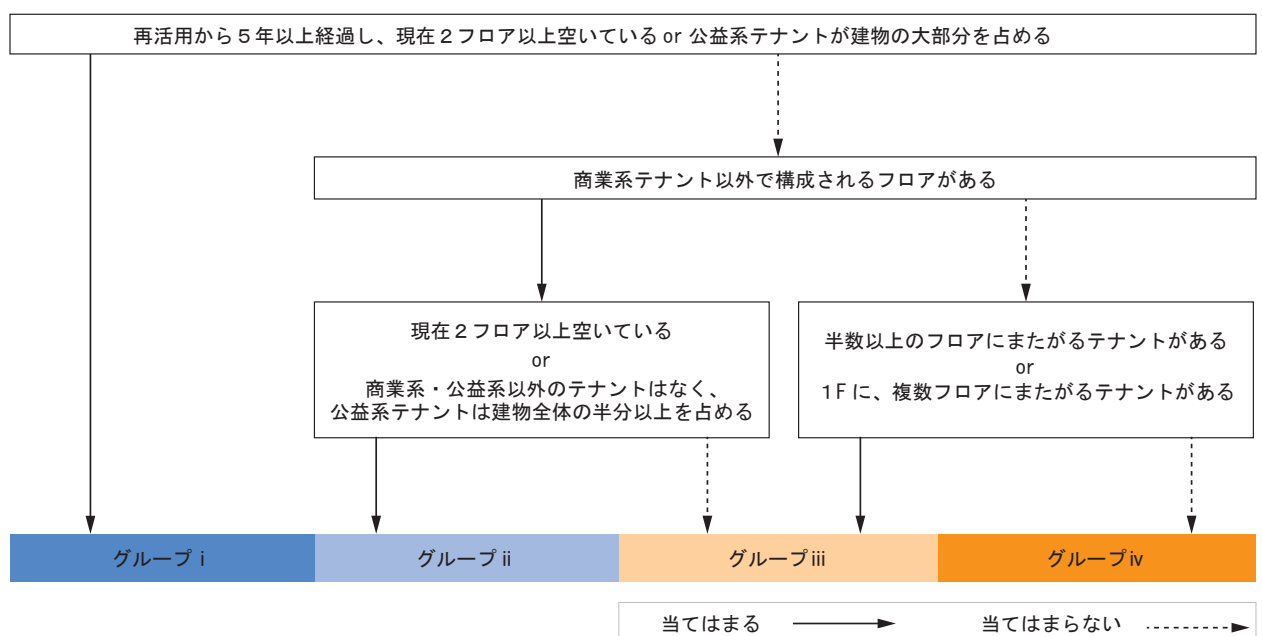 再活用から５年以上経過し、現在２フロア以上空いている or 公益系テナントが建物の大部分を占める
商業系テナント以外で構成されるフロアがある
現在２フロア以上空いている
or
商業系・公益系以外のテナントはなく、
公益系テナントは建物全体の半分以上を占める
半数以上のフロアにまたがるテナントがある
or
１F に、複数フロアにまたがるテナントがある
グループ i
グループ ii
グループ iii
グループ iv
当てはまる
当てはまらない